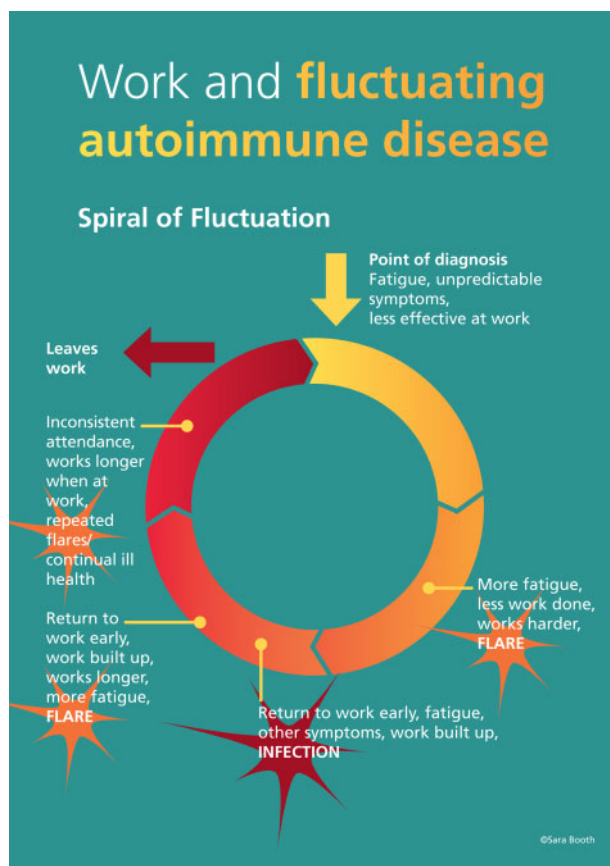 Work and fluctuating
autoimmune disease
Spiral of Fluctuation
Point of diagnosis
Fatigue, unpredictable
symptoms,
less effective at work
More fatigue,
less work done,
works harder,
FLARE
Return to work early, fatigue,
other symptoms, work built up,
INFECTION
Return to
work early,
work built up,
works longer,
more fatigue,
FLARE
Inconsistent
attendance,
works longer
when at
work,
repeated
flares/
continual ill
health
Leaves
work
©Sara Booth